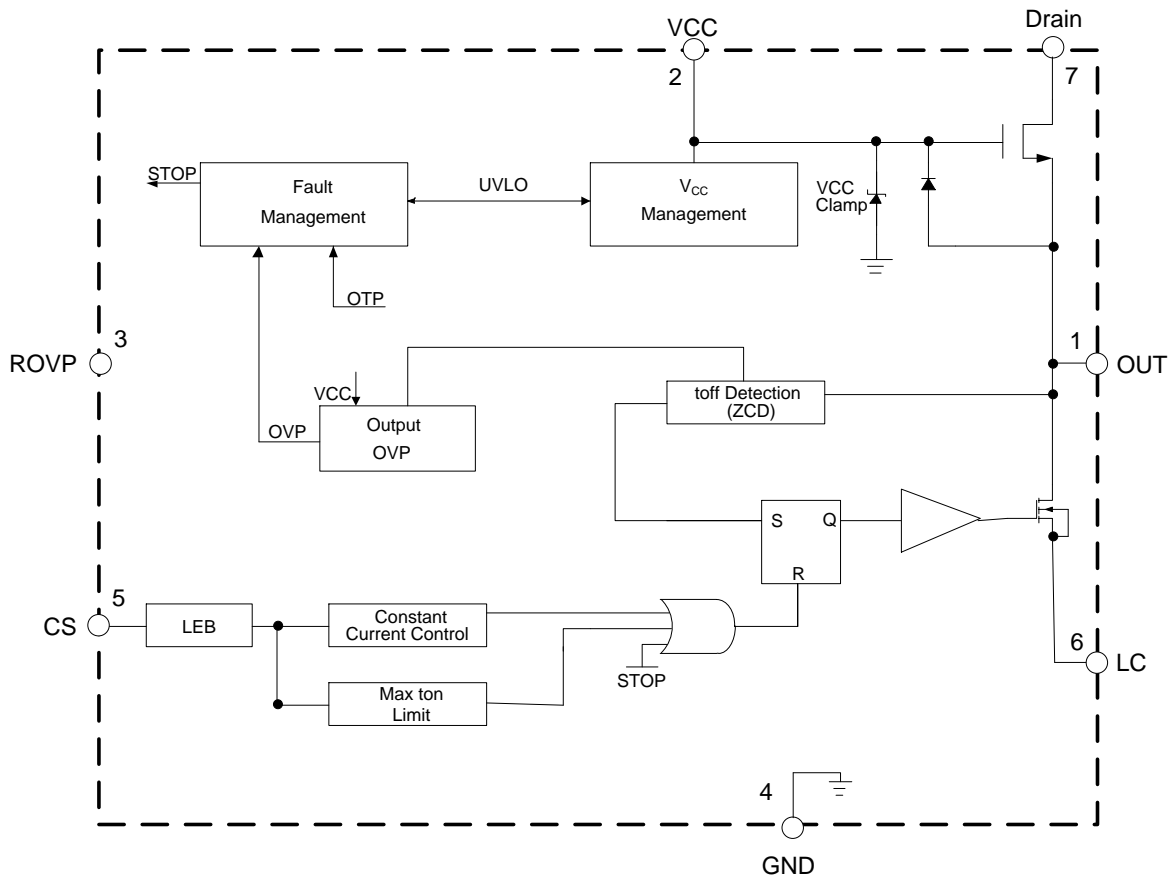 VCC
Drain
2
7
STOP
Fault
Management
UVLO
VCC
Management
VCC
Clamp
OTP
3
ROVP
1
OUT
VCC
toff Detection
(ZCD)
OVP
Output
OVP
S
Q
R
5
CS
LEB
Constant
Current Control
STOP
6
LC
Max ton
Limit
4
GND